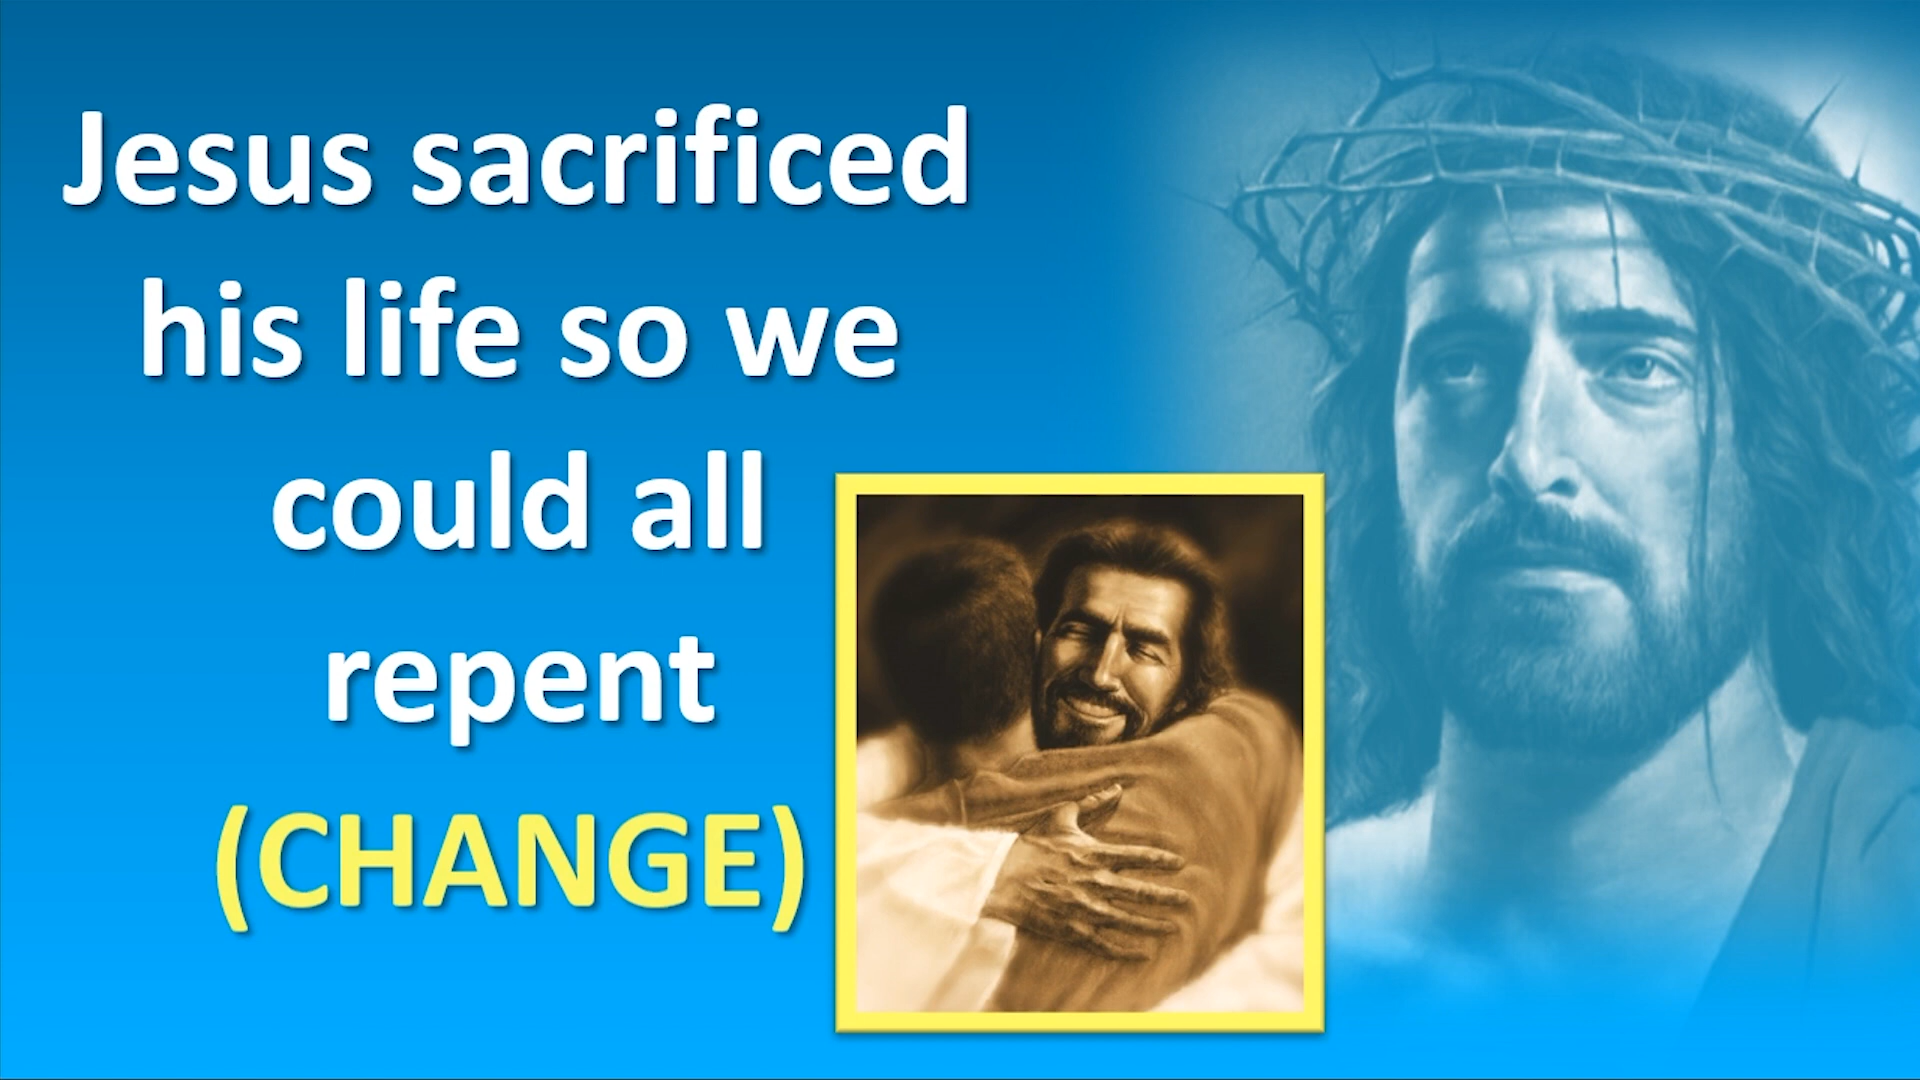 Jesus sacrificed
his life so we
could all
repent
(CHANGE)